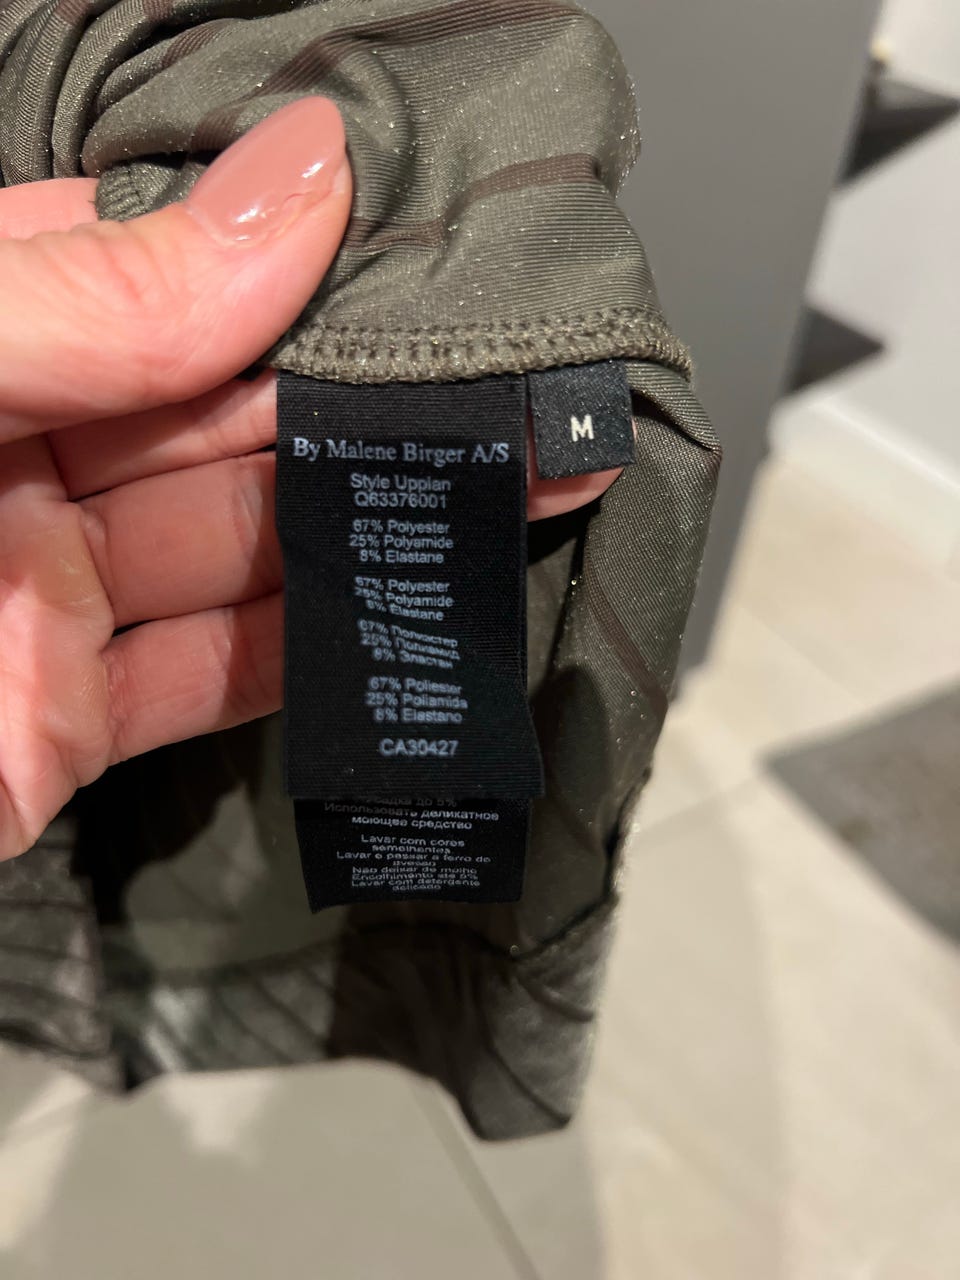 By Malene Birger A/S
M
Style Upplan
Q63376001
67% Polyester
25% Polyamide
8% Elastane
67% Polyester
25% Polyamide
8% Elastane
67% Полиэстер
25% Полиамид
8% Эластан
67% Poliester
25% Poliamida
8% Elastano
CA30427
до 5%
Использовать деликатное
моющее средство
Lavar com cores
semelhantes
Lavar e passar a ferro do
avesso
Não deixar de molho
Encolhimento até 5%
Lavar com detergente
delicado